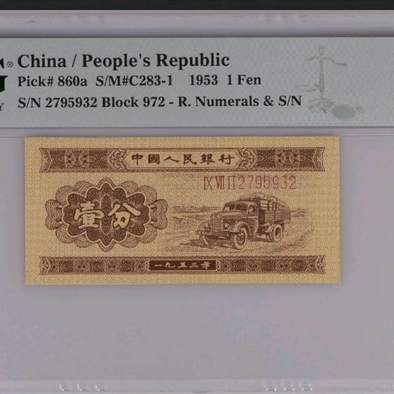 China / People's Republic
Pick# 860a S/M#C283-1 1953 1 Fen
S/N 2795932 Block 972 - R. Numerals & S/N
中國人民銀行
IX VII II 2795932
壹分
一九五三年